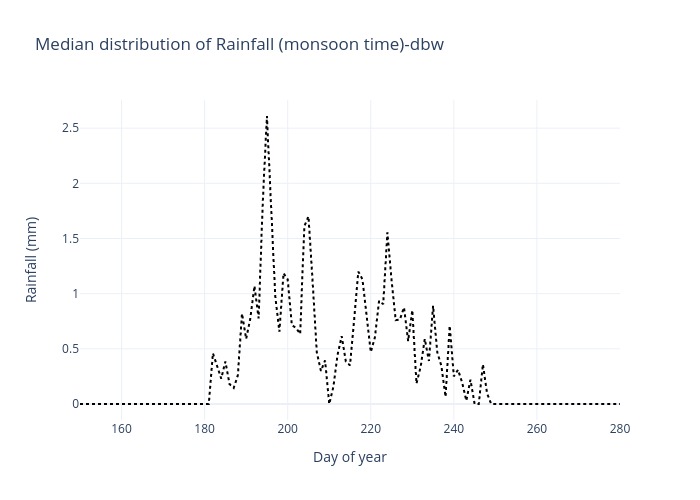 Median distribution of Rainfall (monsoon time)-dbw
2.5
2
1.5
1
0.5
0
Rainfall (mm)
160 180 200 220 240 260 280
Day of year